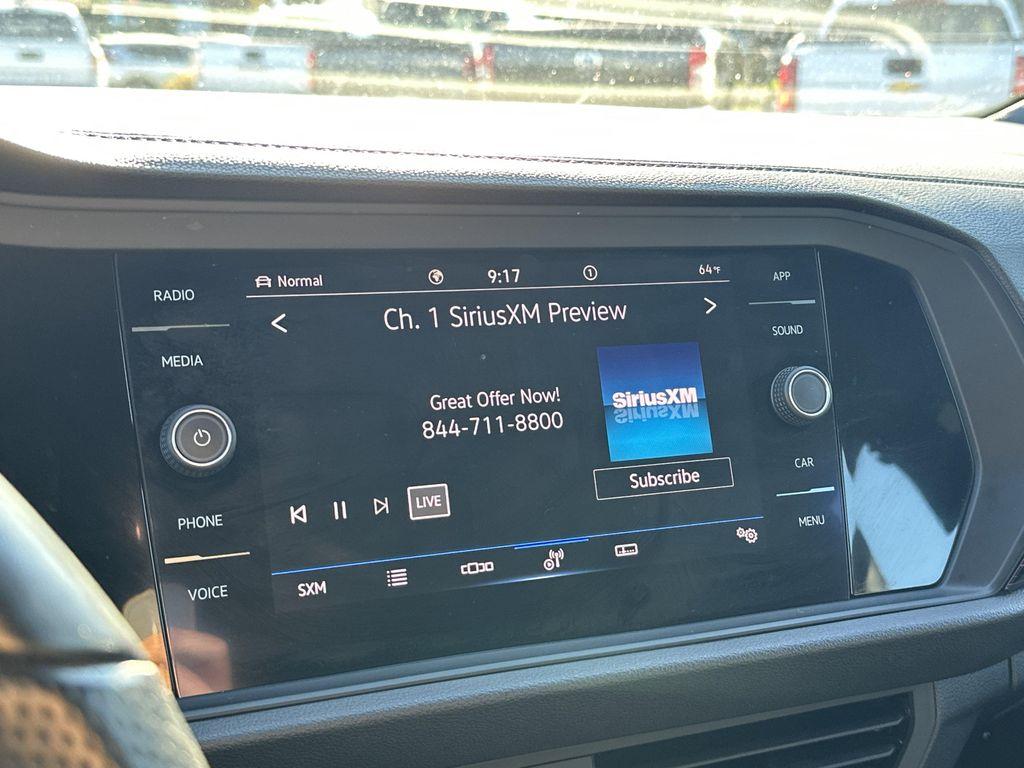 Normal
9:17
1
64°F
RADIO
MEDIA
PHONE
VOICE
< Ch. 1 SiriusXM Preview >
Great Offer Now!
844-711-8800
SiriusXM
Subscribe
LIVE
SXM
APP
SOUND
CAR
MENU